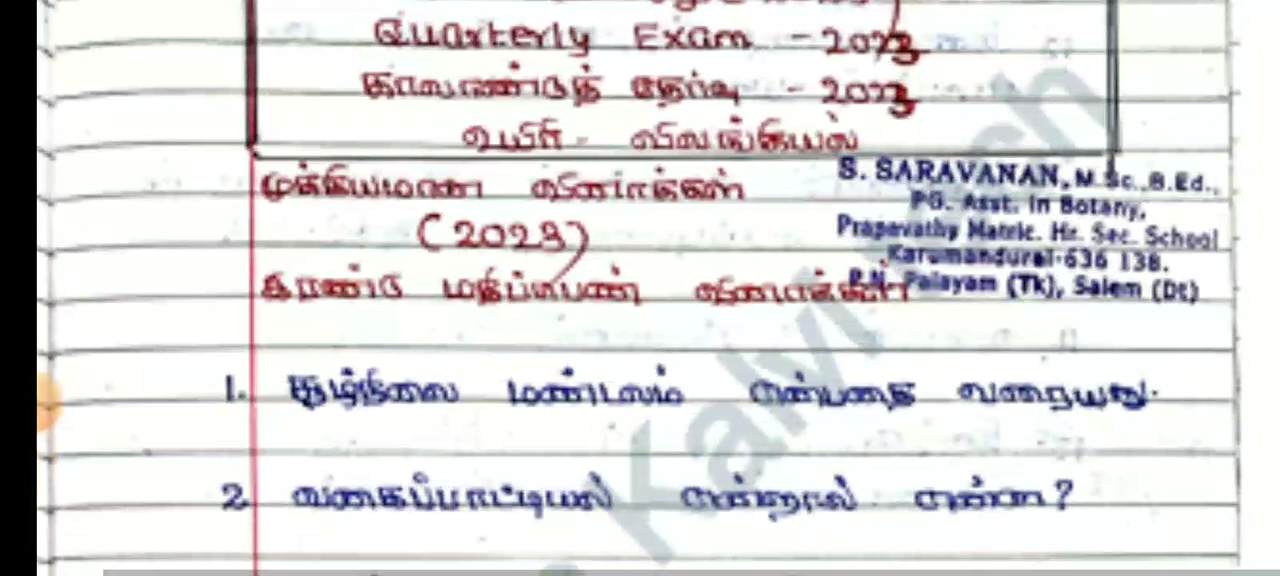 Quarterly Exam - 2023
காலாண்டுத் தேர்வு - 2023
உயிர் - விலங்கியல்
முக்கியமான வினாக்கள்
(2023)
S. SARAVANAN, M.Sc.,B.Ed.,
PG. Asst. in Botany,
Prapavathy Matric. Hr. Sec. School
Karumandurai-636 138.
P.N. Palayam (Tk), Salem (Dt)
இரண்டு மதிப்பெண் வினாக்கள்
1. சூழ்நிலை மண்டலம் என்பதை வரையறு.
2. வகைப்பாட்டியல் என்றால் என்ன?
Kalvi